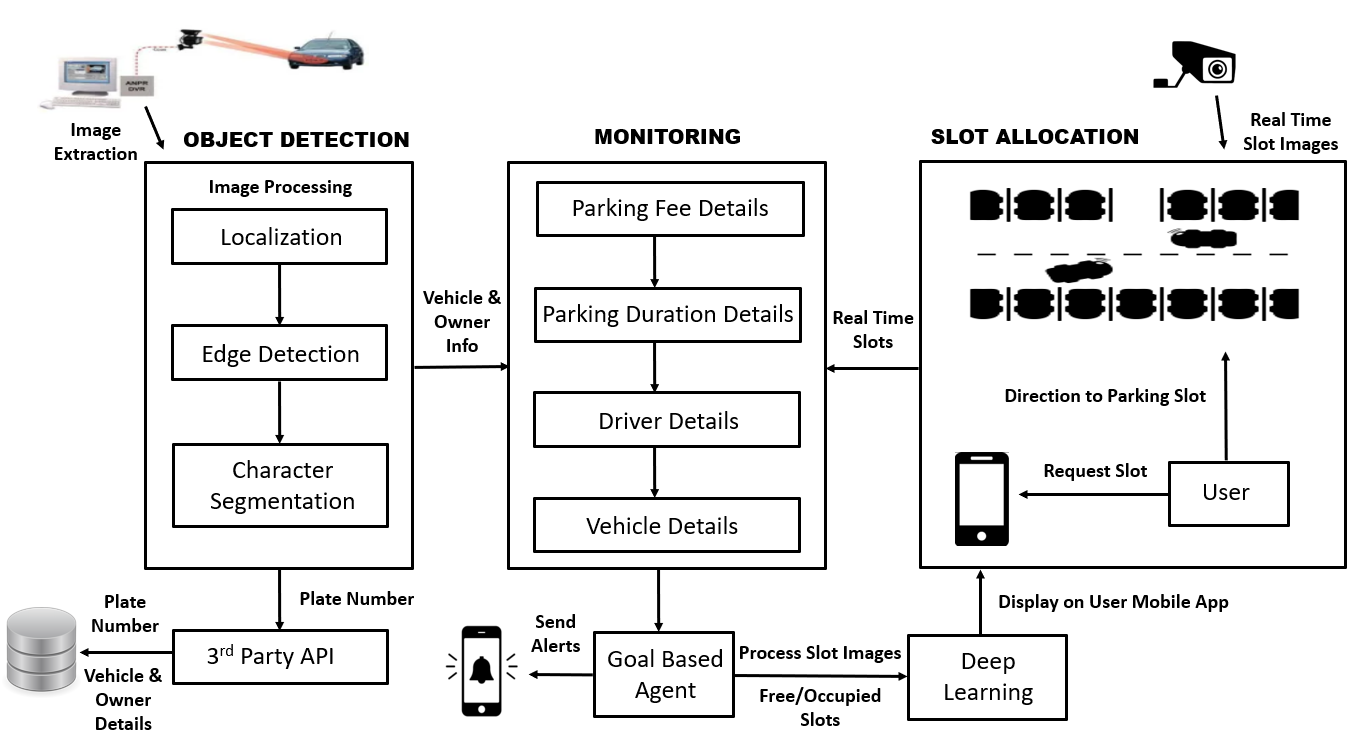 ANPR
DVR
Image
Extraction
OBJECT DETECTION
Image Processing
Localization
Edge Detection
Character
Segmentation
Plate Number
3rd Party API
Plate
Number
Vehicle &
Owner
Details
Vehicle &
Owner
Info
MONITORING
Parking Fee Details
Parking Duration Details
Driver Details
Vehicle Details
Send
Alerts
Goal Based
Agent
Process Slot Images
Free/Occupied
Slots
Deep
Learning
Display on User Mobile App
Real Time
Slots
SLOT ALLOCATION
Real Time
Slot Images
Direction to Parking Slot
Request Slot
User